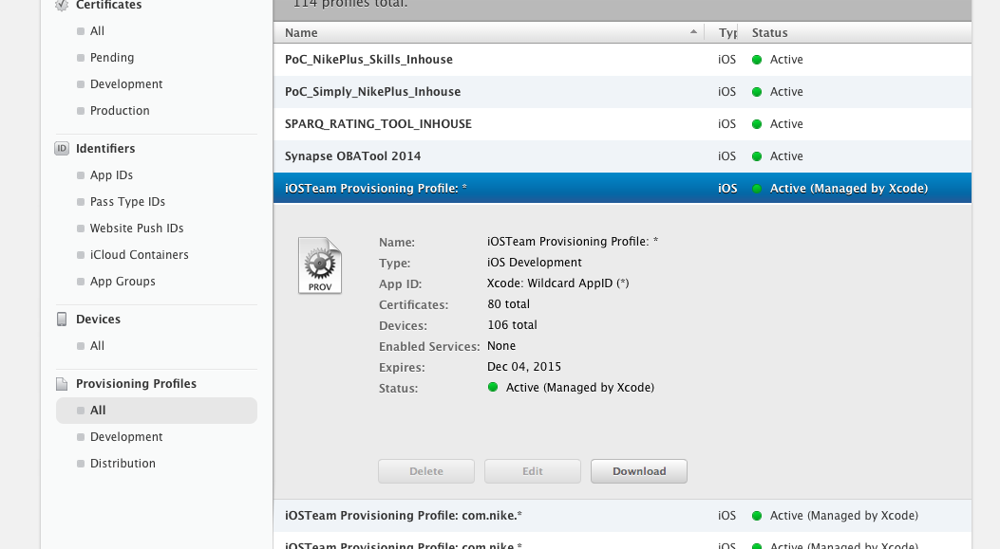 Certificates
All
Pending
Development
Production
ID Identifiers
App IDs
Pass Type IDs
Website Push IDs
iCloud Containers
App Groups
Devices
All
Provisioning Profiles
All
Development
Distribution
114 profiles total.
Name Typ Status
PoC_NikePlus_Skills_Inhouse iOS Active
PoC_Simply_NikePlus_Inhouse iOS Active
SPARQ_RATING_TOOL_INHOUSE iOS Active
Synapse OBATool 2014 iOS Active
iOSTeam Provisioning Profile: * iOS Active (Managed by Xcode)
PROV
Name: iOSTeam Provisioning Profile: *
Type: iOS Development
App ID: Xcode: Wildcard AppID (*)
Certificates: 80 total
Devices: 106 total
Enabled Services: None
Expires: Dec 04, 2015
Status: Active (Managed by Xcode)
Delete Edit Download
iOSTeam Provisioning Profile: com.nike.* iOS Active (Managed by Xcode)
iOSTeam Provisioning Profile: com.nike.* iOS Active (Managed by Xcode)